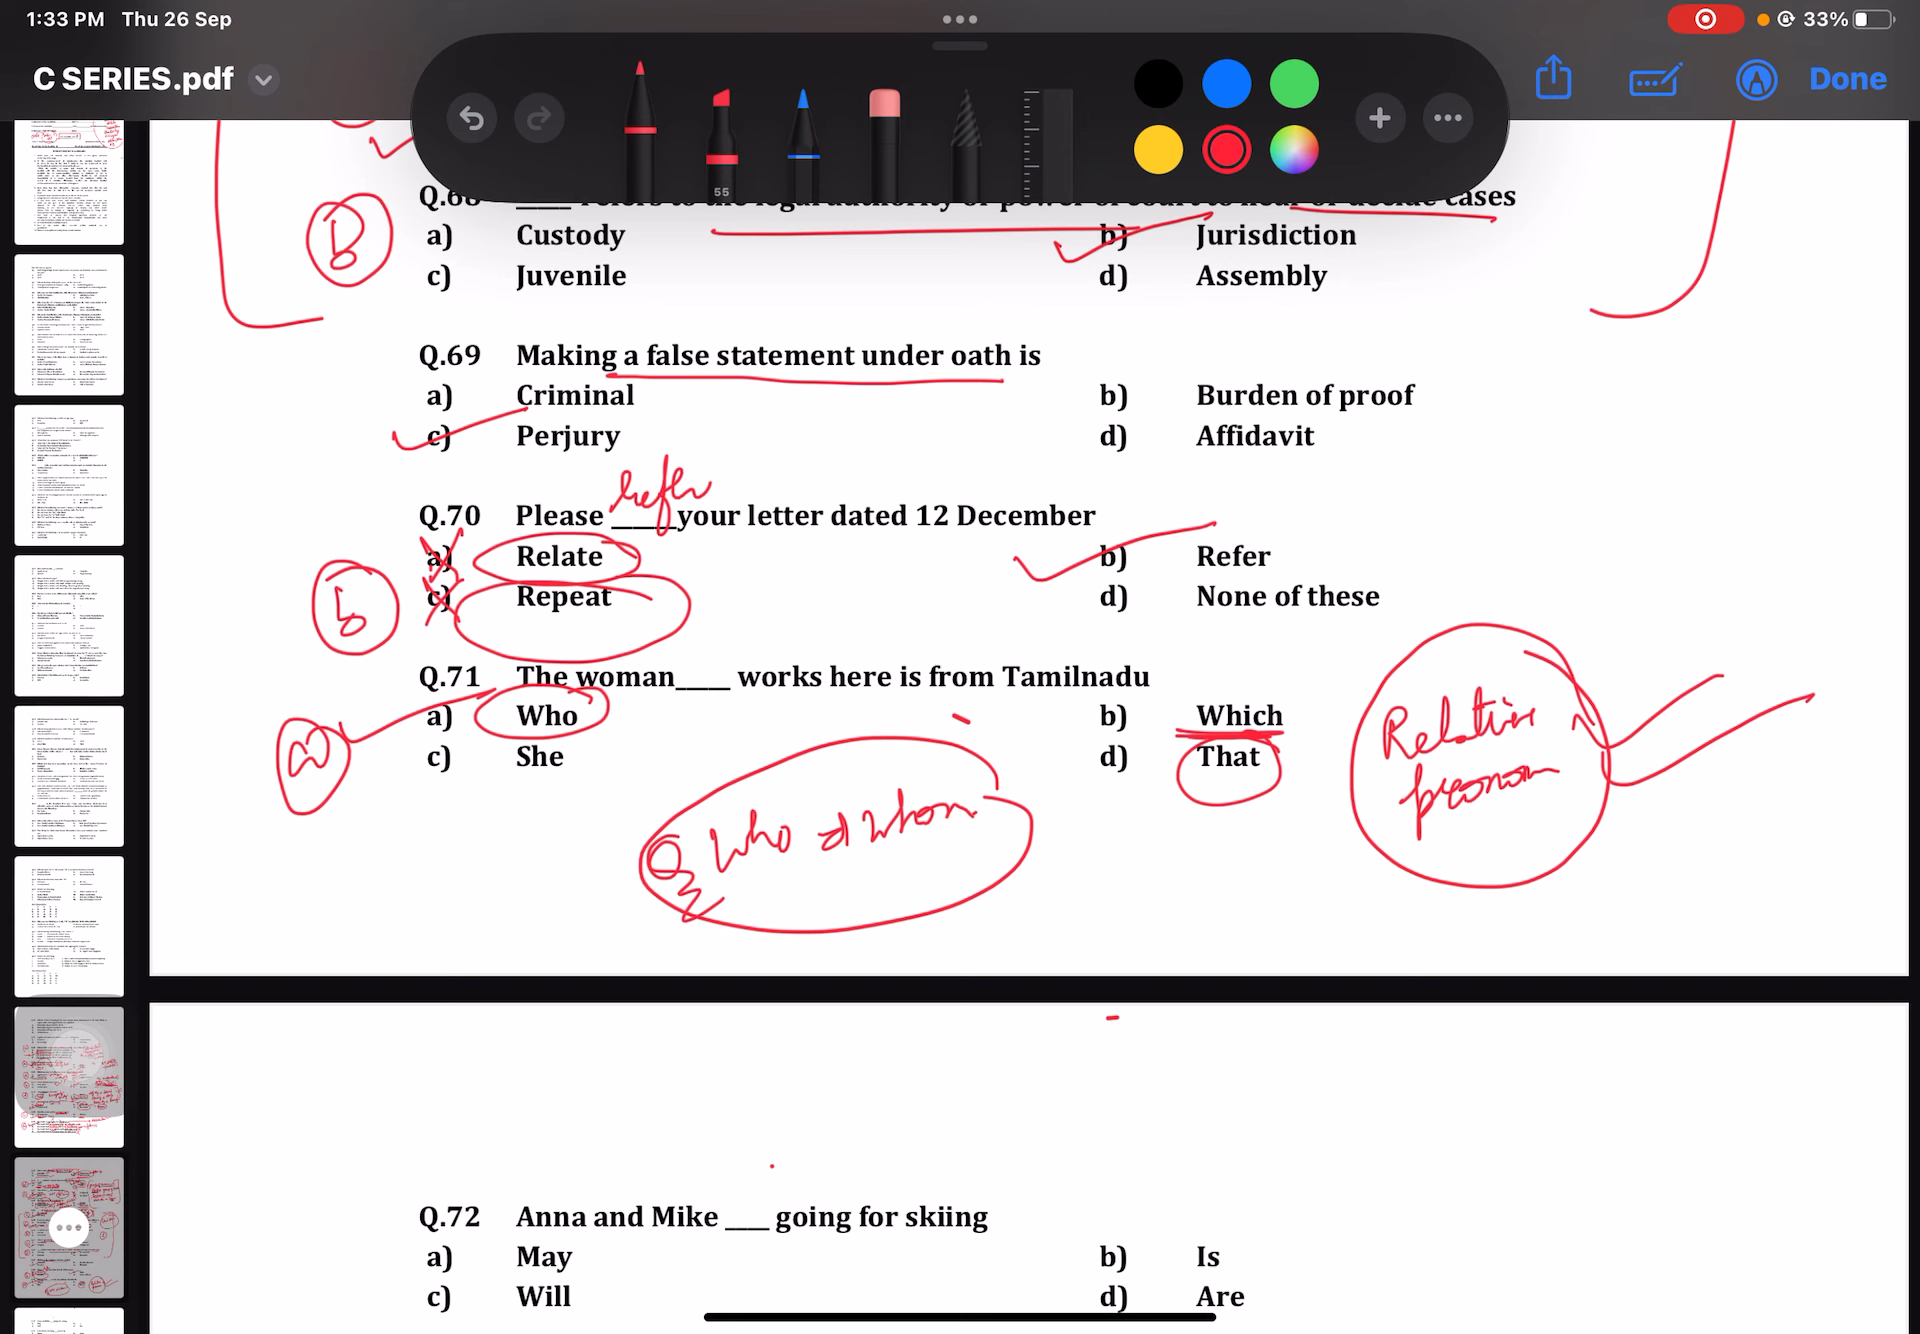 1:33 PM Thu 26 Sep
33%
C SERIES.pdf
Done
55
cases
B
a) Custody b) Jurisdiction
c) Juvenile d) Assembly
Q.69 Making a false statement under oath is
a) Criminal b) Burden of proof
c) Perjury d) Affidavit
refer
Q.70 Please _____your letter dated 12 December
a) Relate b) Refer
b
c) Repeat d) None of these
Q.71 The woman_____ works here is from Tamilnadu
a) Who b) Which
c) She d) That
Relative
pronoun
Who whom
Q.72 Anna and Mike ____ going for skiing
a) May b) Is
c) Will d) Are